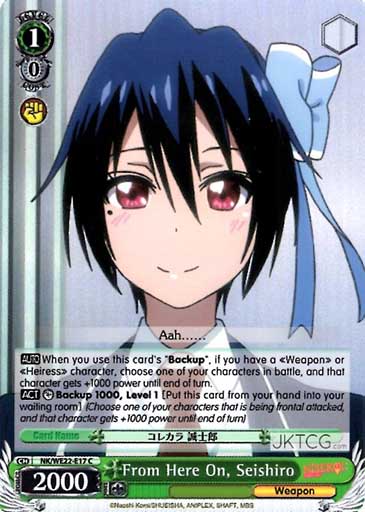 1
0
Aah......
AUTO When you use this card's "Backup", if you have a «Weapon» or
«Heiress» character, choose one of your characters in battle, and that
character gets +1000 power until end of turn.
ACT Backup 1000, Level 1 [Put this card from your hand into your
waiting room] (Choose one of your characters that is being frontal attacked,
and that character gets +1000 power until end of turn)
Card Name コレカラ 誠士郎
JKTCG.com
CH NK/WE22-E17 C
2000 From Here On, Seishiro
Weapon
©Naoshi Komi/SHUEISHA, ANIPLEX, SHAFT, MBS